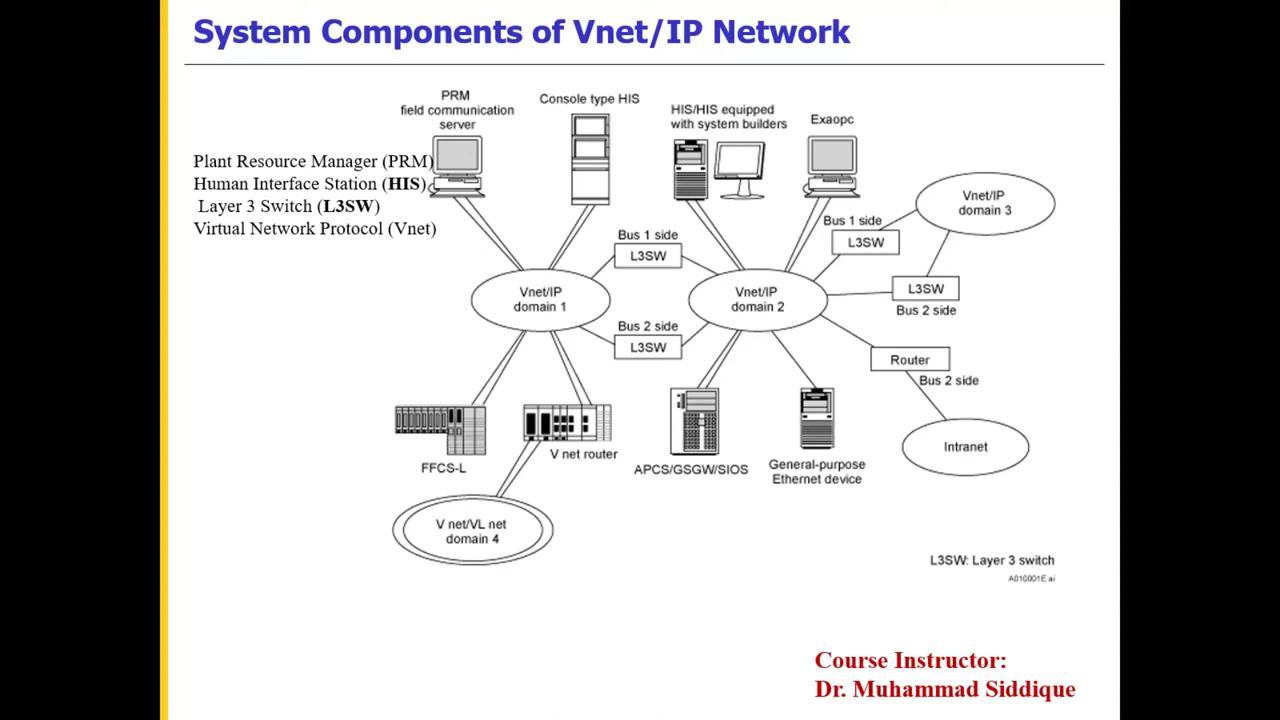 System Components of Vnet/IP Network
PRM
field communication
server
Console type HIS
HIS/HIS equipped
with system builders
Exaopc
Plant Resource Manager (PRM)
Human Interface Station (HIS)
Layer 3 Switch (L3SW)
Virtual Network Protocol (Vnet)
Vnet/IP
domain 3
Bus 1 side
L3SW
Bus 1 side
L3SW
Vnet/IP
domain 1
Vnet/IP
domain 2
L3SW
Bus 2 side
Bus 2 side
L3SW
Router
Bus 2 side
FFCS-L
V net router
APCS/GSGW/SIOS
General-purpose
Ethernet device
Intranet
V net/VL net
domain 4
L3SW: Layer 3 switch
A010001E.ai
Course Instructor:
Dr. Muhammad Siddique